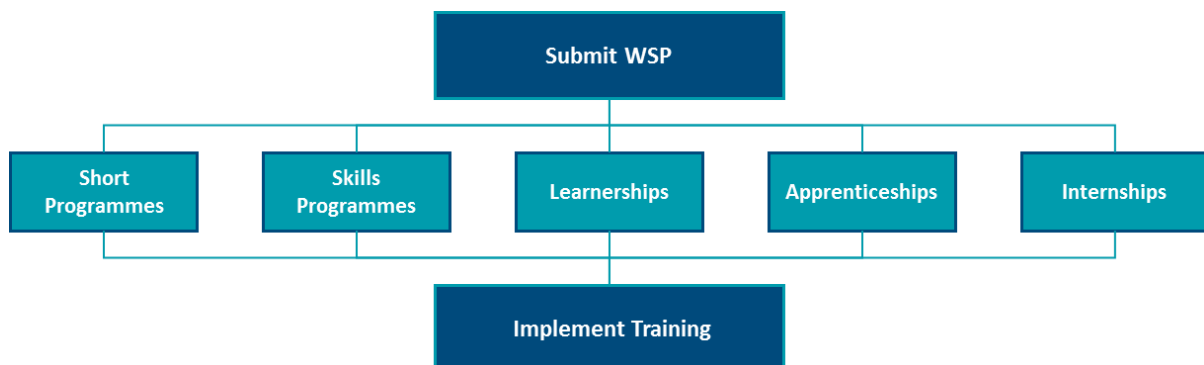 Submit WSP
Short
Programmes
Skills
Programmes
Learnerships
Apprenticeships
Internships
Implement Training